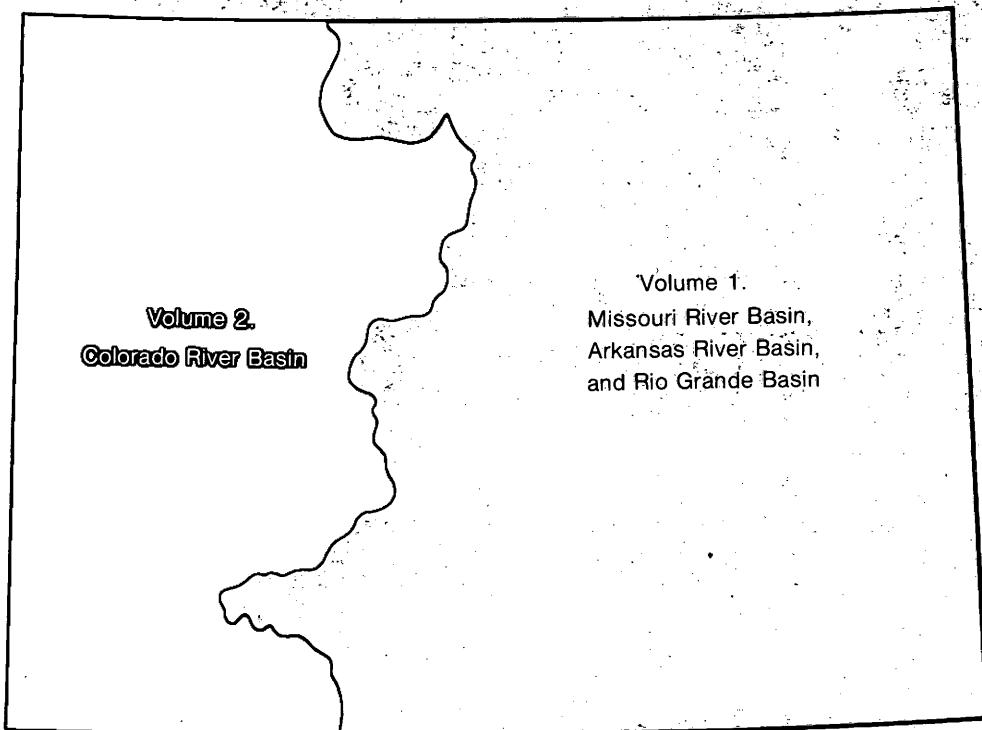 Volume 2.
Colorado River Basin
Volume 1.
Missouri River Basin,
Arkansas River Basin,
and Rio Grande Basin